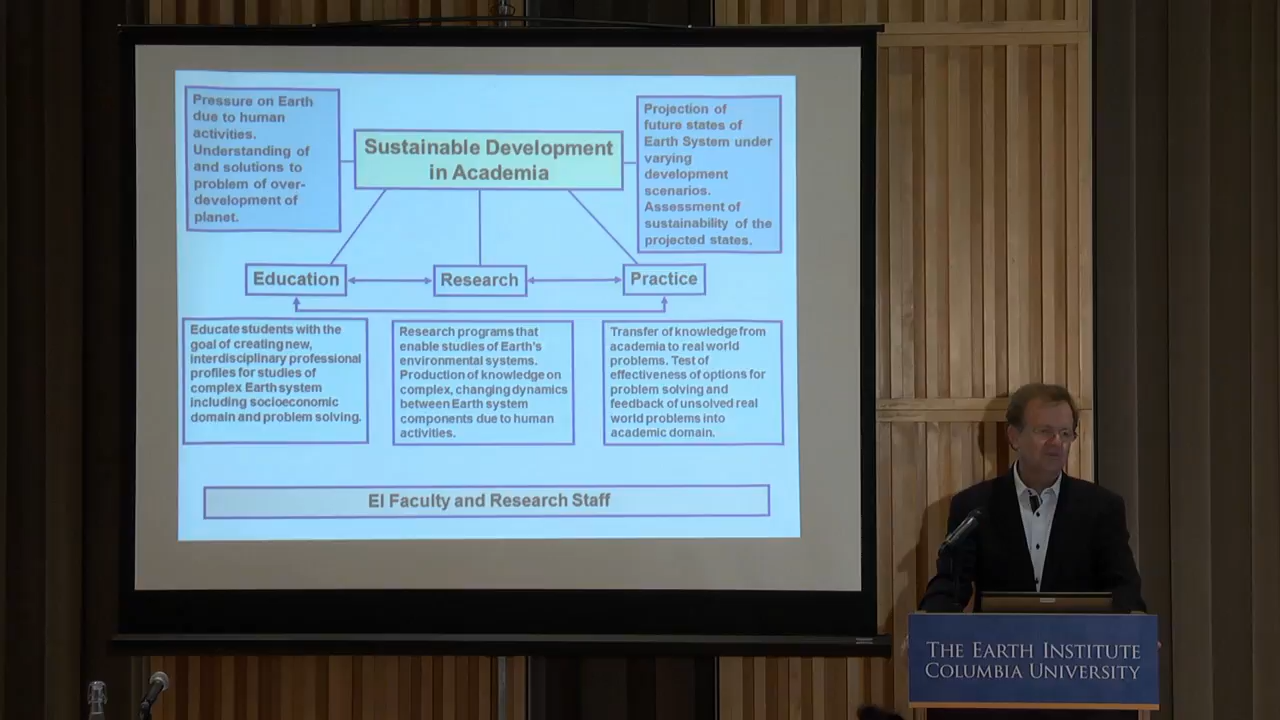 Pressure on Earth
due to human
activities.
Understanding of
and solutions to
problem of over-
development of
planet.
Sustainable Development
in Academia
Projection of
future states of
Earth System under
varying
development
scenarios.
Assessment of
sustainability of the
projected states.
Education
Research
Practice
Educate students with the
goal of creating new,
interdisciplinary professional
profiles for studies of
complex Earth system
including socioeconomic
domain and problem solving.
Research programs that
enable studies of Earth's
environmental systems.
Production of knowledge on
complex, changing dynamics
between Earth system
components due to human
activities.
Transfer of knowledge from
academia to real world
problems. Test of
effectiveness of options for
problem solving and
feedback of unsolved real
world problems into
academic domain.
EI Faculty and Research Staff
THE EARTH INSTITUTE
COLUMBIA UNIVERSITY